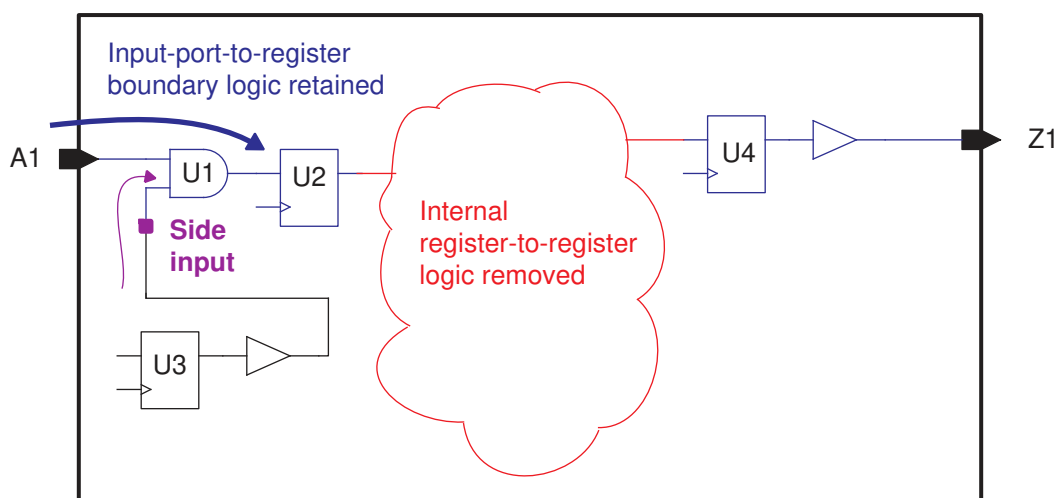 Input-port-to-register
boundary logic retained
A1
U1
U2
U4
Z1
Side
input
Internal
register-to-register
logic removed
U3